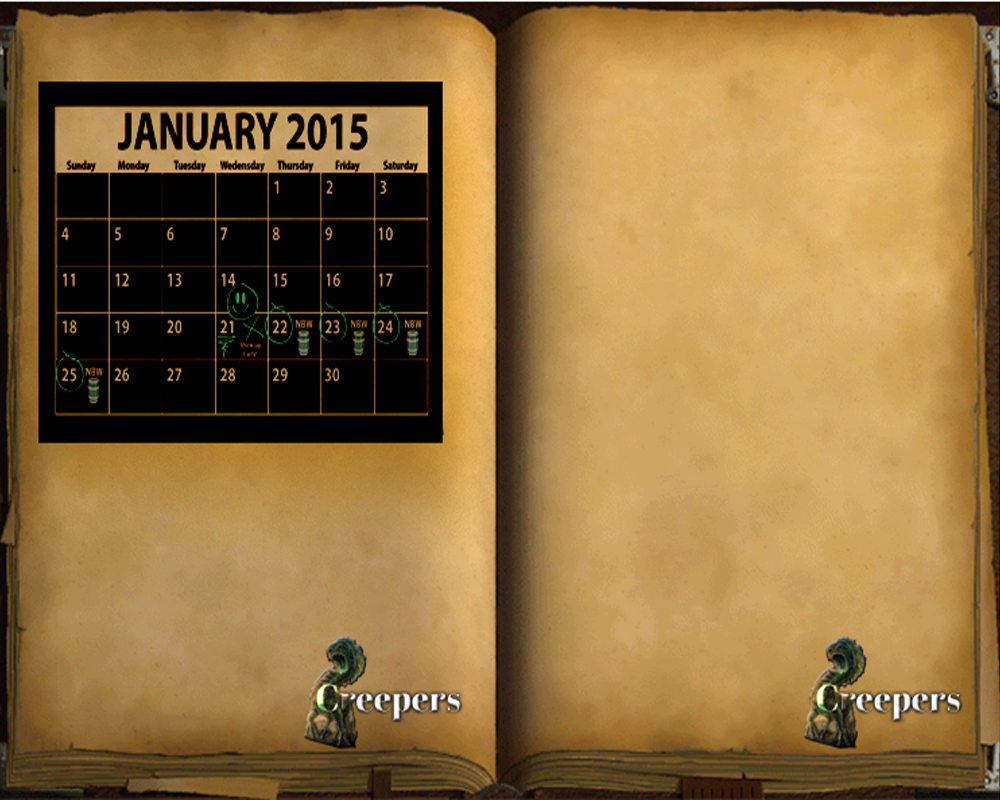 JANUARY 2015
Sunday Monday Tuesday Wedensday Thursday Friday Saturday
1 2 3
4 5 6 7 8 9 10
11 12 13 14 15 16 17
18 19 20 21 22 NBW 23 NBW 24 NBW
25 NBW 26 27 28 29 30
Creepers
Creepers